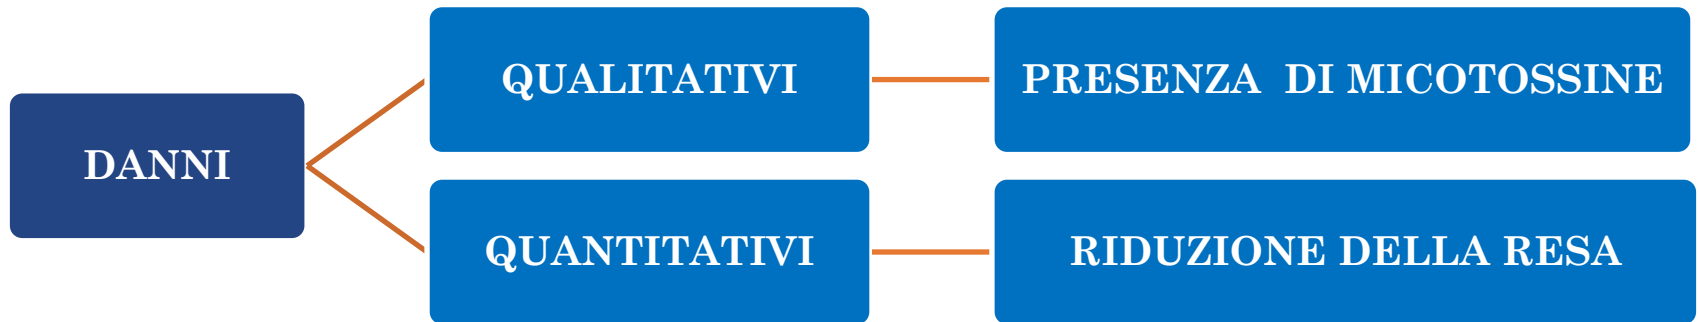 DANNI
QUALITATIVI
PRESENZA DI MICOTOSSINE
QUANTITATIVI
RIDUZIONE DELLA RESA